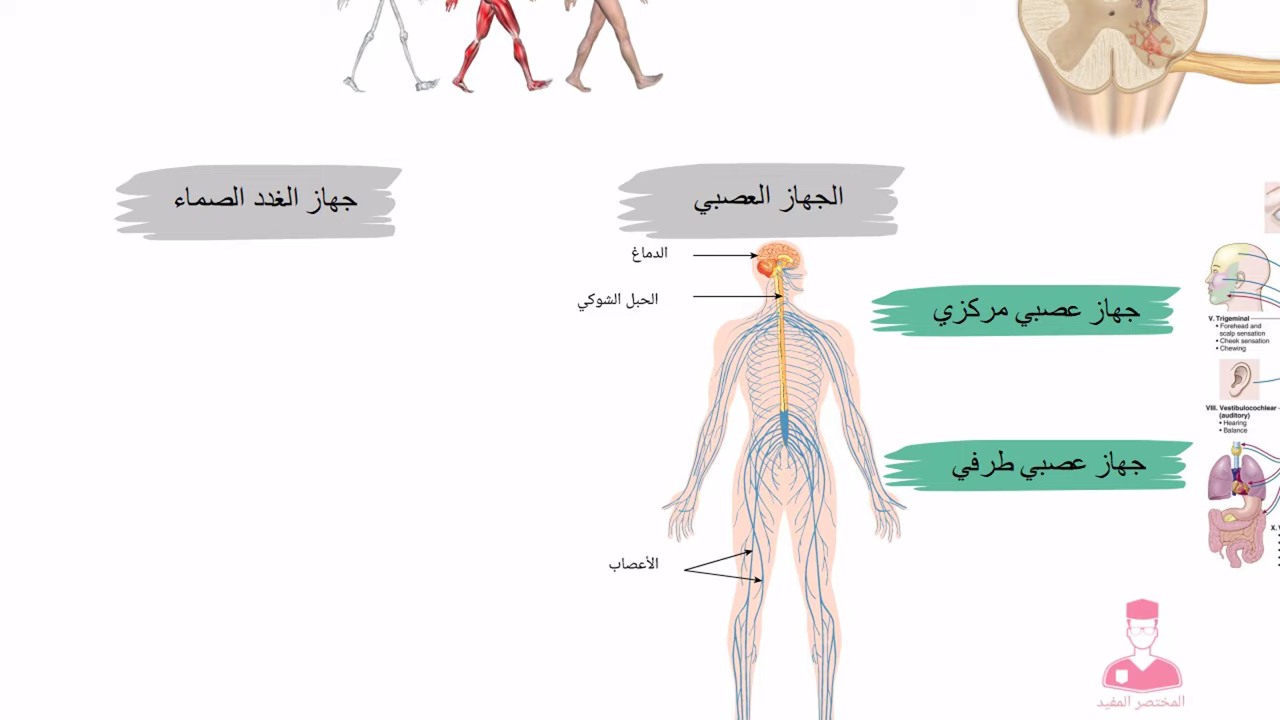 الجهاز العصبي
جهاز الغدد الصماء
الدماغ
الحبل الشوكي
جهاز عصبي مركزي
جهاز عصبي طرفي
الأعصاب
V. Trigeminal
• Forehead and
scalp sensation
• Cheek sensation
• Chewing
VIII. Vestibulocochlear
(auditory)
• Hearing
• Balance
المختصر المفيد